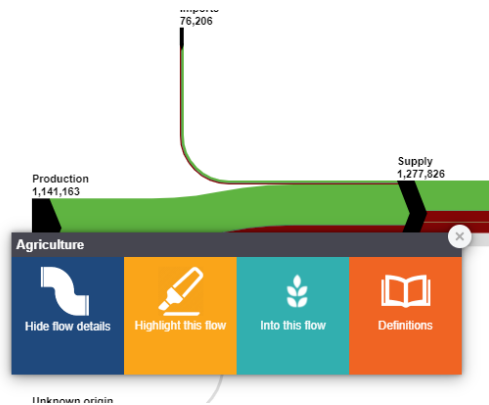 Imports
76,206
Production
1,141,163
Supply
1,277,826
Agriculture
Hide flow details
Highlight this flow
Into this flow
Definitions
Unknown origin